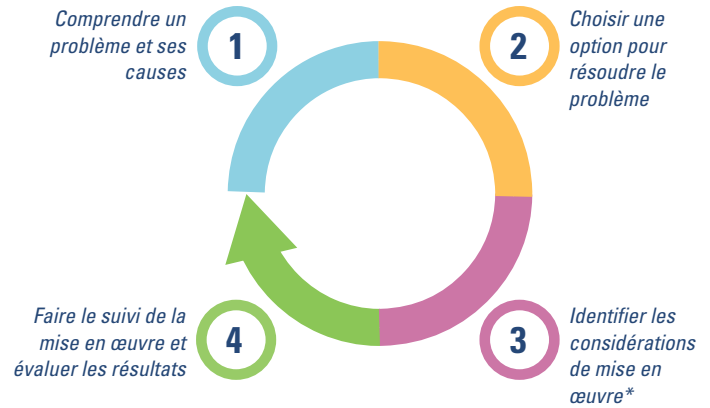 Comprendre un
problème et ses
causes
1
2
Choisir une
option pour
résoudre le
problème
Faire le suivi de la
mise en œuvre et
évaluer les résultats
4
3
Identifier les
considérations
de mise en
œuvre*